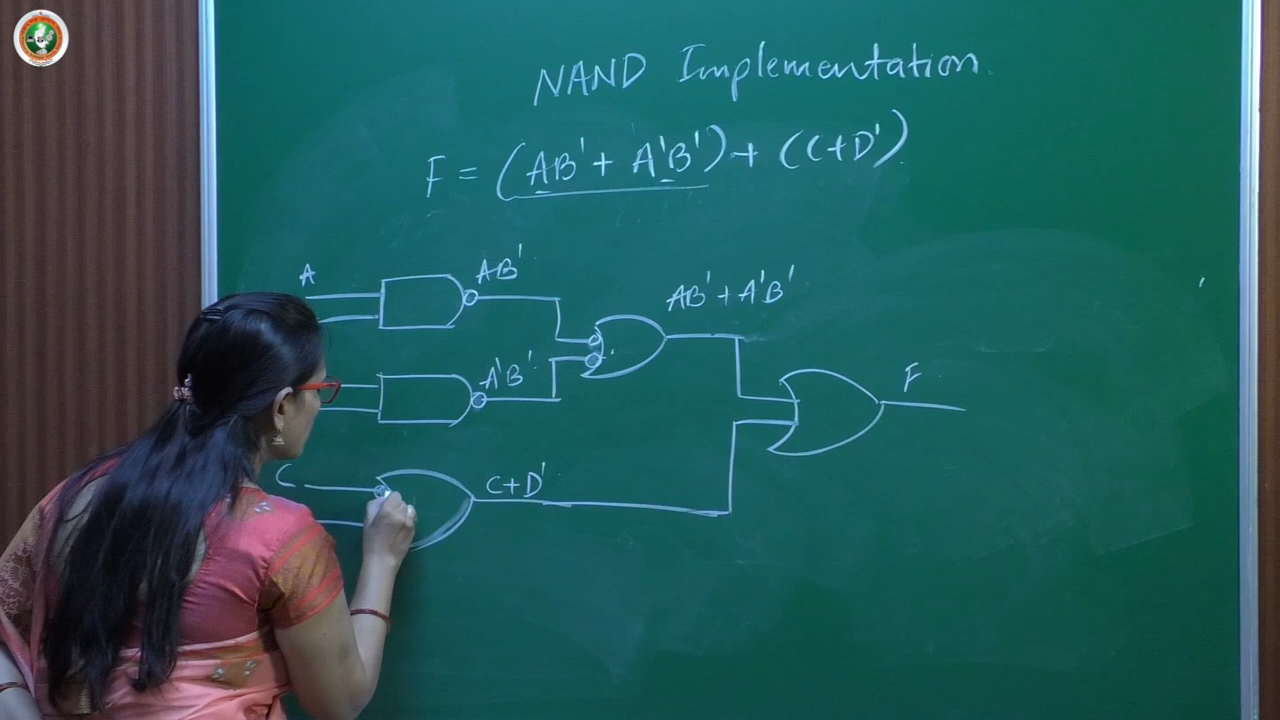 NAND Implementation.
F = (AB' + A'B') + (C+D')
A
AB'
AB' + A'B'
A'B'
F
C
C+D'